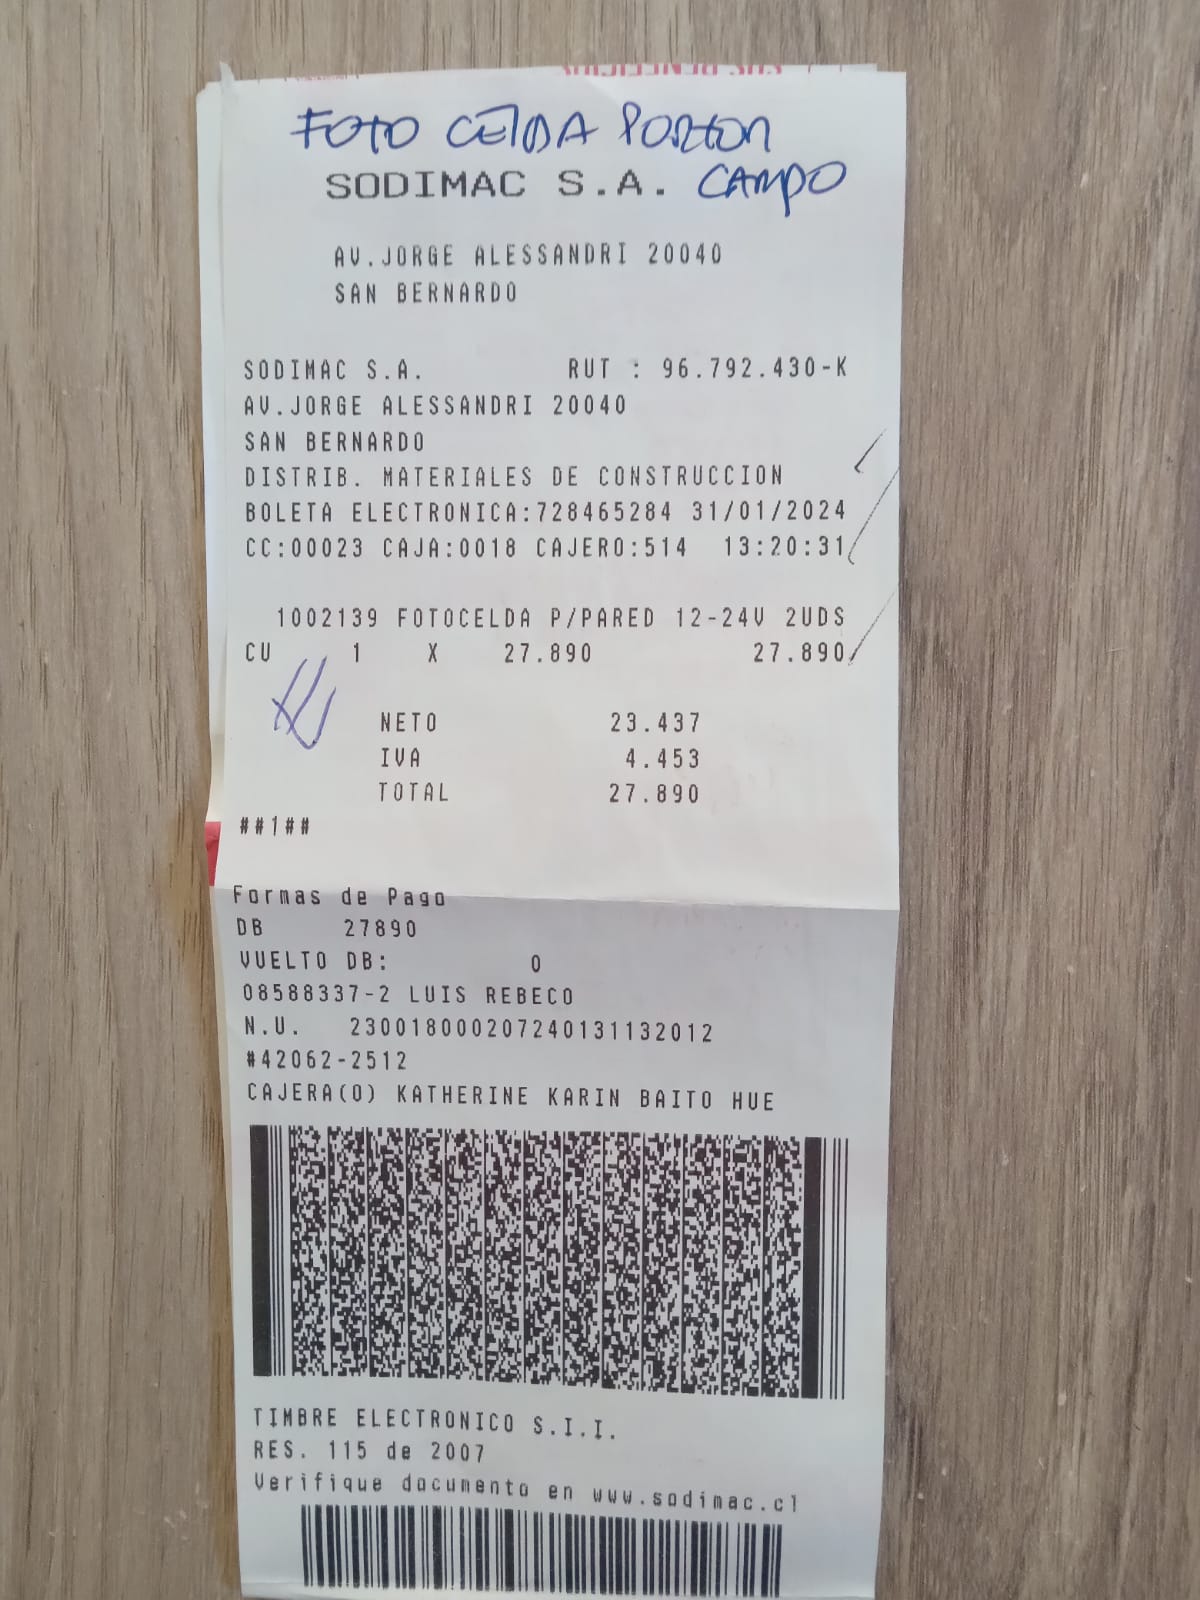 FOTO CELDA PORTON
SODIMAC S.A. CAMPO
AV.JORGE ALESSANDRI 20040
SAN BERNARDO
SODIMAC S.A. RUT : 96.792.430-K
AV.JORGE ALESSANDRI 20040
SAN BERNARDO
DISTRIB. MATERIALES DE CONSTRUCCION
BOLETA ELECTRONICA:728465284 31/01/2024
CC:00023 CAJA:0018 CAJERO:514 13:20:31
1002139 FOTOCELDA P/PARED 12-24V 2UDS
CU 1 X 27.890 27.890
NETO 23.437
IVA 4.453
TOTAL 27.890
##1##
Formas de Pago
DB 27890
VUELTO DB: 0
08588337-2 LUIS REBECO
N.U. 230018000207240131132012
#42062-2512
CAJERA(O) KATHERINE KARIN BAITO HUE
TIMBRE ELECTRONICO S.I.I.
RES. 115 de 2007
Verifique documento en www.sodimac.cl